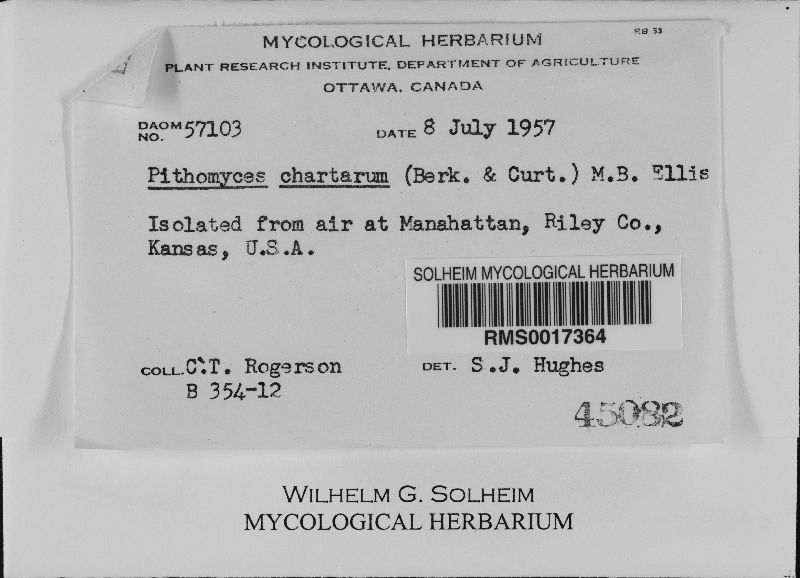 RB 53
MYCOLOGICAL HERBARIUM
PLANT RESEARCH INSTITUTE, DEPARTMENT OF AGRICULTURE
OTTAWA, CANADA
DAOM NO. 57103 DATE 8 July 1957
Pithomyces chartarum (Berk. & Curt.) M.B. Ellis
Isolated from air at Manahattan, Riley Co.,
Kansas, U.S.A.
SOLHEIM MYCOLOGICAL HERBARIUM
RMS0017364
COLL. C.T. Rogerson DET. S.J. Hughes
B 354-12
45082
WILHELM G. SOLHEIM
MYCOLOGICAL HERBARIUM